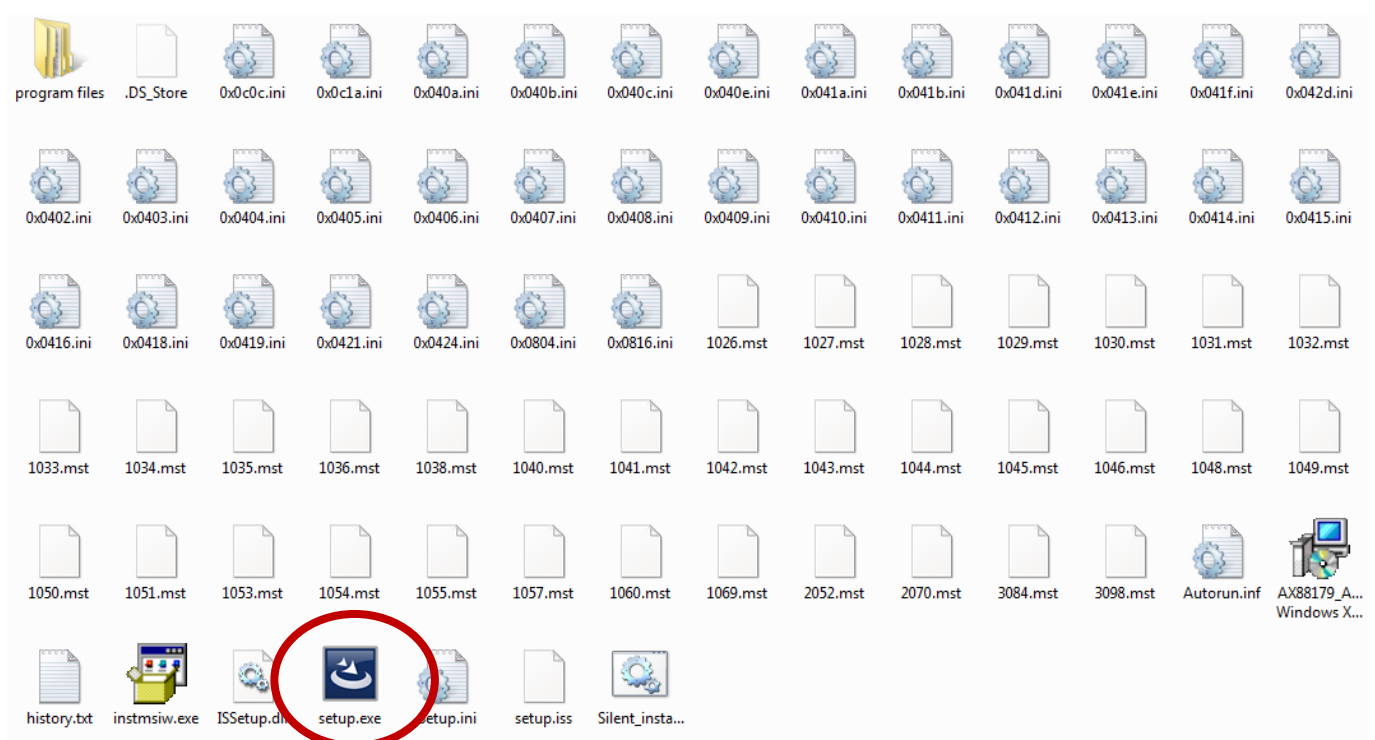 program files .DS_Store 0x0c0c.ini 0x0c1a.ini 0x040a.ini 0x040b.ini 0x040c.ini 0x040e.ini 0x041a.ini 0x041b.ini 0x041d.ini 0x041e.ini 0x041f.ini 0x042d.ini
0x0402.ini 0x0403.ini 0x0404.ini 0x0405.ini 0x0406.ini 0x0407.ini 0x0408.ini 0x0409.ini 0x0410.ini 0x0411.ini 0x0412.ini 0x0413.ini 0x0414.ini 0x0415.ini
0x0416.ini 0x0418.ini 0x0419.ini 0x0421.ini 0x0424.ini 0x0804.ini 0x0816.ini 1026.mst 1027.mst 1028.mst 1029.mst 1030.mst 1031.mst 1032.mst
1033.mst 1034.mst 1035.mst 1036.mst 1038.mst 1040.mst 1041.mst 1042.mst 1043.mst 1044.mst 1045.mst 1046.mst 1048.mst 1049.mst
1050.mst 1051.mst 1053.mst 1054.mst 1055.mst 1057.mst 1060.mst 1069.mst 2052.mst 2070.mst 3084.mst 3098.mst Autorun.inf AX88179_A...
Windows X...
history.txt instmsiw.exe ISSetup.dll setup.exe setup.ini setup.iss Silent_insta...